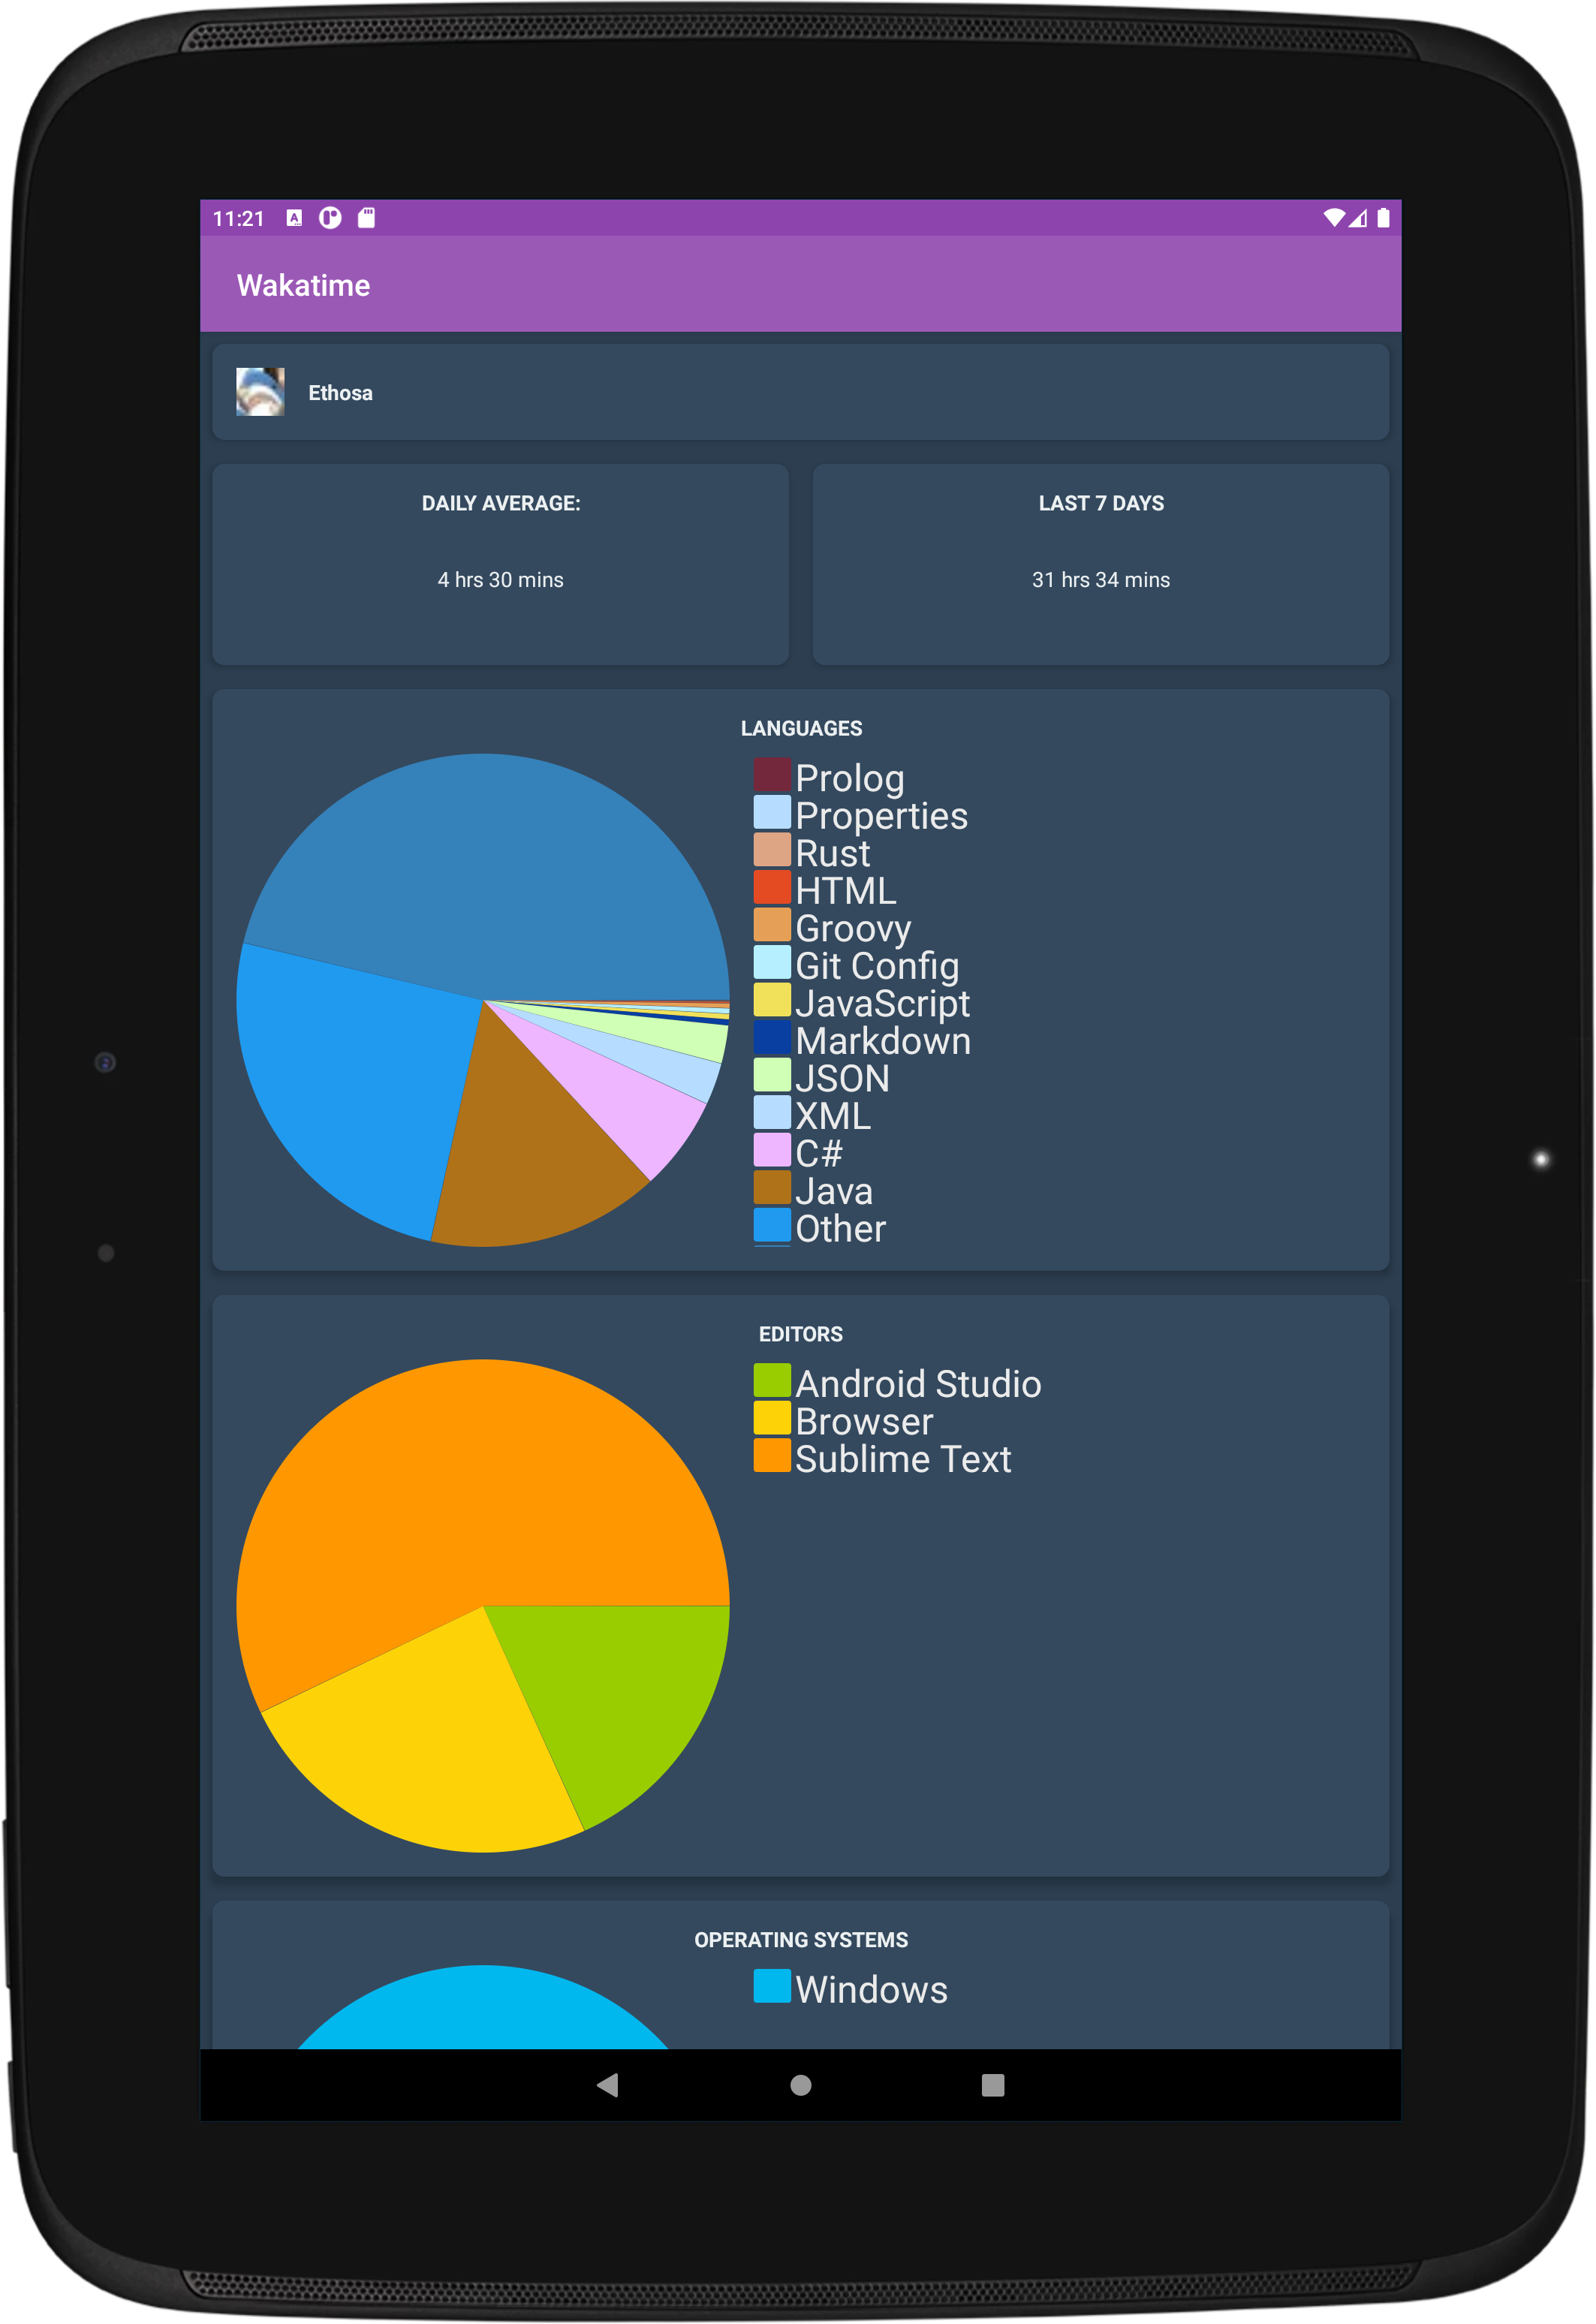 11:21
Wakatime
Ethosa
DAILY AVERAGE:
4 hrs 30 mins
LAST 7 DAYS
31 hrs 34 mins
LANGUAGES
Prolog
Properties
Rust
HTML
Groovy
Git Config
JavaScript
Markdown
JSON
XML
C#
Java
Other
EDITORS
Android Studio
Browser
Sublime Text
OPERATING SYSTEMS
Windows